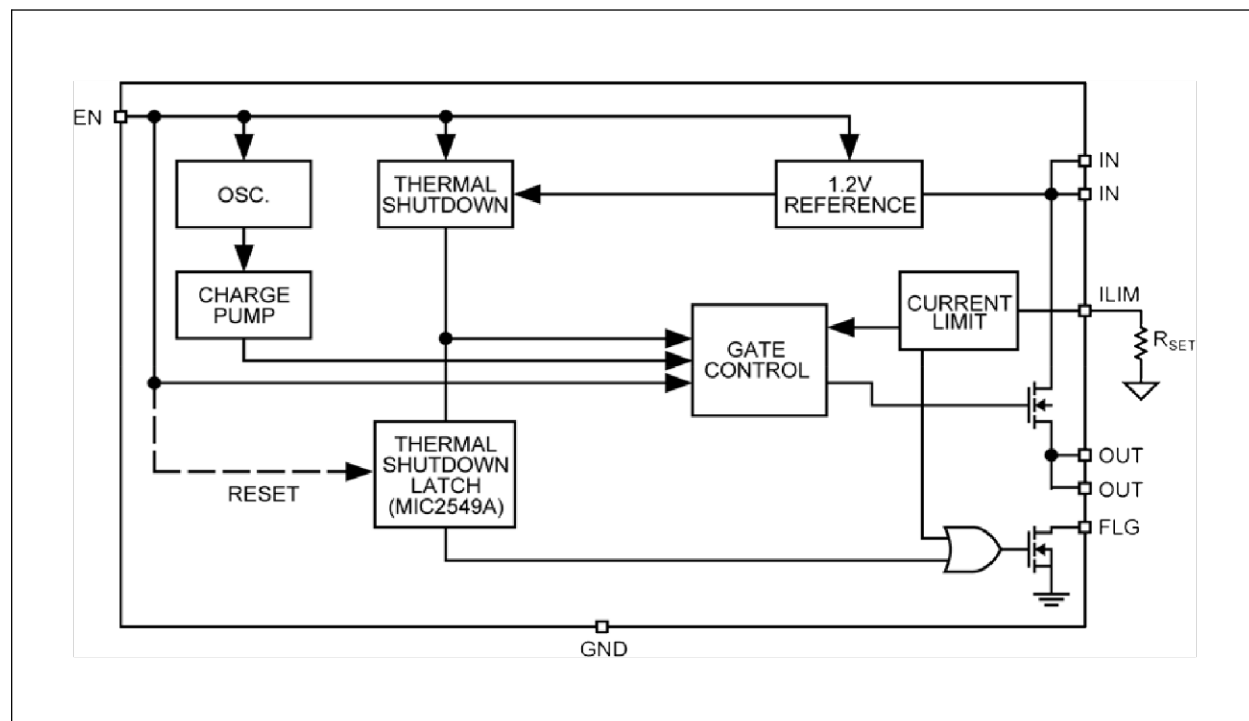 EN
OSC.
THERMAL
SHUTDOWN
1.2V
REFERENCE
IN
IN
CHARGE
PUMP
GATE
CONTROL
CURRENT
LIMIT
ILIM
RSET
THERMAL
SHUTDOWN
LATCH
(MIC2549A)
RESET
OUT
OUT
FLG
GND